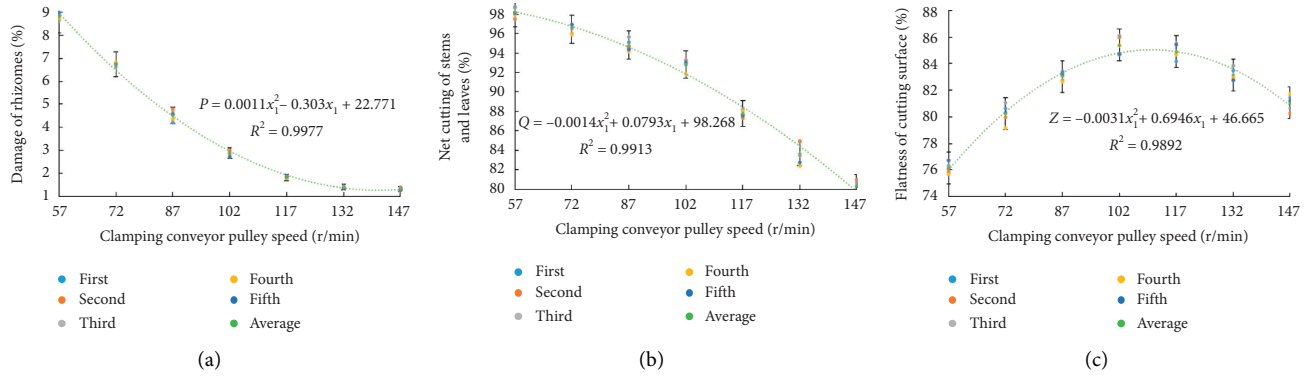 Damage of rhizomes (%)
9
8
7
6
5
4
3
2
1
P = 0.0011x₁² – 0.303x₁ + 22.771
R² = 0.9977
57 72 87 102 117 132 147
Clamping conveyor pulley speed (r/min)
First
Second
Third
Fourth
Fifth
Average
(a)
Net cutting of stems
and leaves (%)
98
96
94
92
90
88
86
84
82
80
Q = –0.0014x₁² + 0.0793x₁ + 98.268
R² = 0.9913
57 72 87 102 117 132 147
Clamping conveyor pulley speed (r/min)
First
Second
Third
Fourth
Fifth
Average
(b)
Flatness of cutting surface (%)
88
86
84
82
80
78
76
74
Z = –0.0031x₁² + 0.6946x₁ + 46.665
R² = 0.9892
57 72 87 102 117 132 147
Clamping conveyor pulley speed (r/min)
First
Second
Third
Fourth
Fifth
Average
(c)